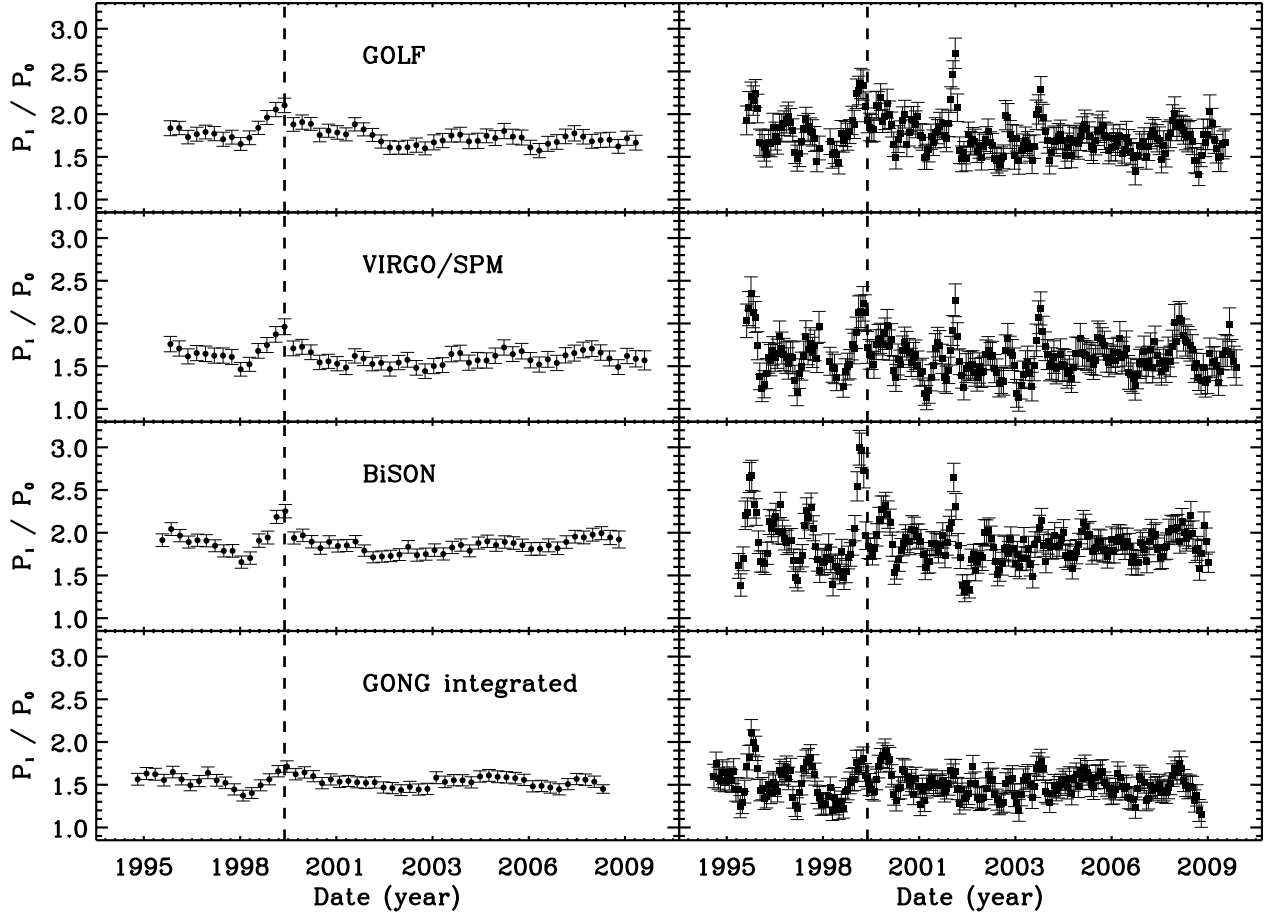 3.0
2.5
2.0
1.5
1.0
P₁ / P₀
GOLF
3.0
2.5
2.0
1.5
1.0
P₁ / P₀
VIRGO/SPM
3.0
2.5
2.0
1.5
1.0
P₁ / P₀
BiSON
3.0
2.5
2.0
1.5
1.0
P₁ / P₀
GONG integrated
1995 1998 2001 2003 2006 2009
1995 1998 2001 2003 2006 2009
Date (year)
Date (year)